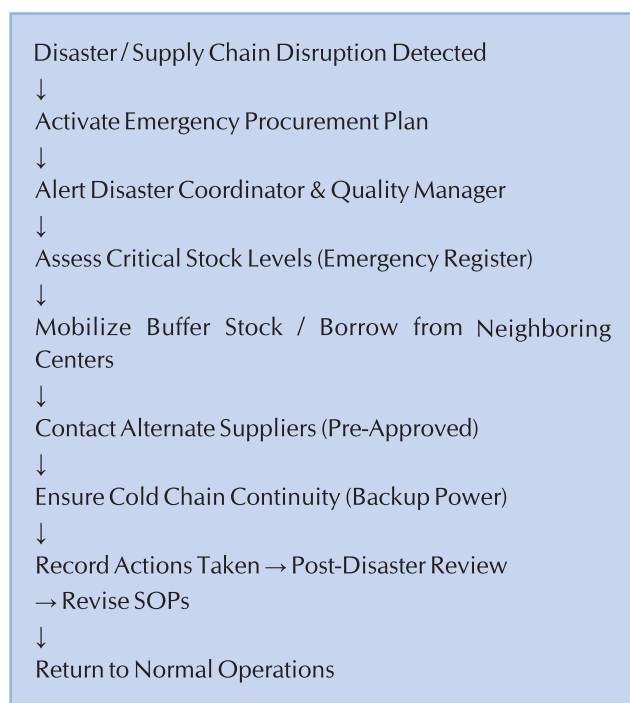 Disaster / Supply Chain Disruption Detected
↓
Activate Emergency Procurement Plan
↓
Alert Disaster Coordinator & Quality Manager
↓
Assess Critical Stock Levels (Emergency Register)
↓
Mobilize Buffer Stock / Borrow from Neighboring
Centers
↓
Contact Alternate Suppliers (Pre-Approved)
↓
Ensure Cold Chain Continuity (Backup Power)
↓
Record Actions Taken → Post-Disaster Review
→ Revise SOPs
↓
Return to Normal Operations